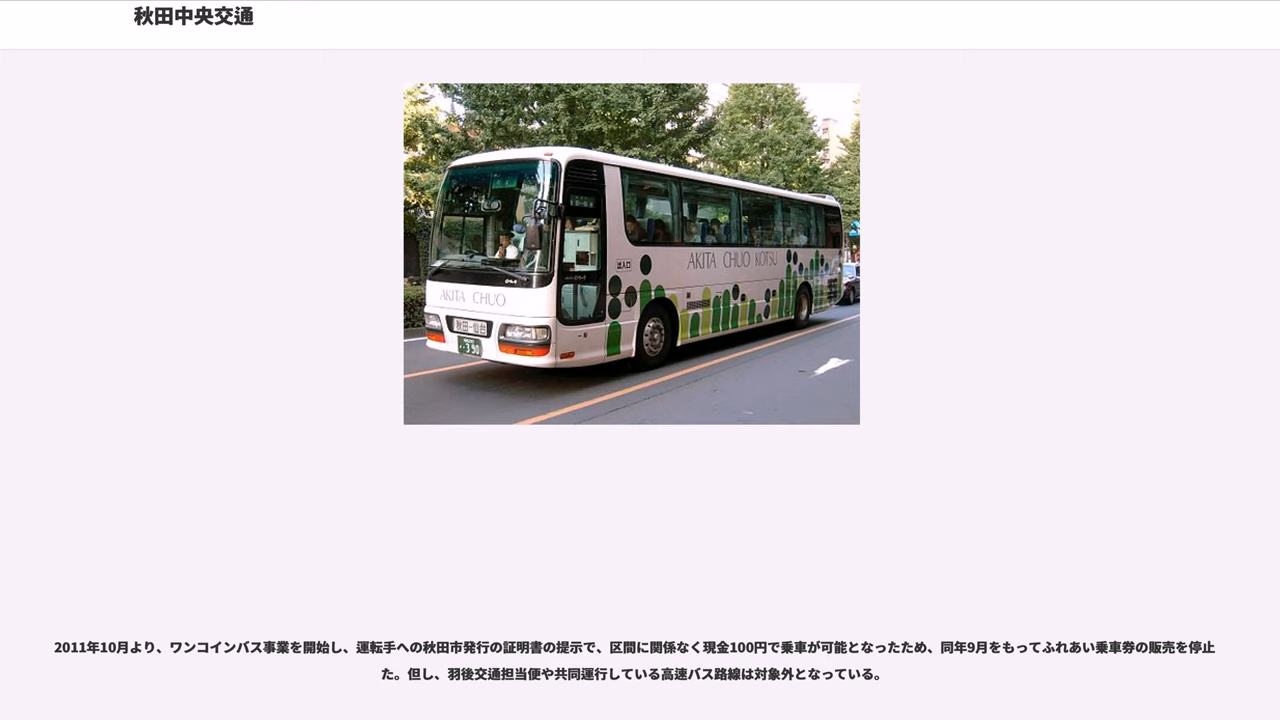 秋田中央交通
出入口
AKITA CHUO KOTSU
AKITA CHUO
秋田-仙台
・390
2011年10月より、ワンコインバス事業を開始し、運転手への秋田市発行の証明書の提示で、区間に関係なく現金100円で乗車が可能となったため、同年9月をもってふれあい乗車券の販売を停止
た。但し、羽後交通担当便や共同運行している高速バス路線は対象外となっている。